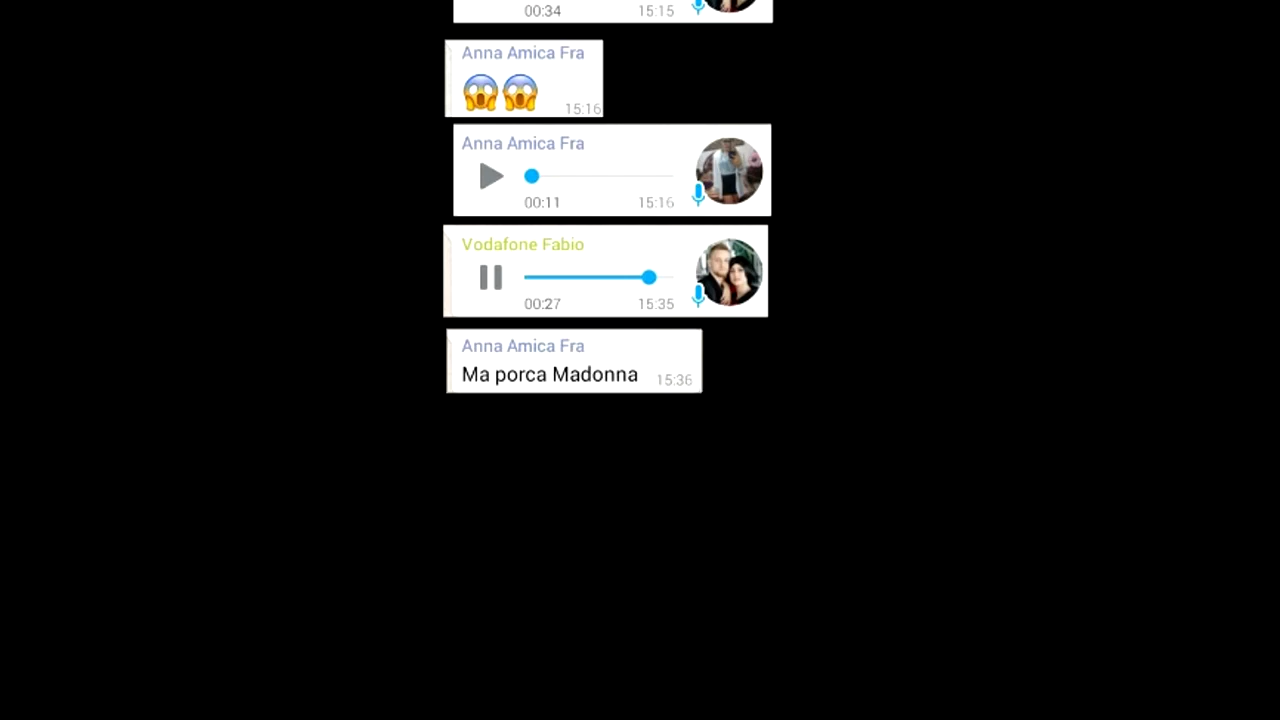 00:34 15:15
Anna Amica Fra
😱😱
15:16
Anna Amica Fra
00:11 15:16
Vodafone Fabio
00:27 15:35
Anna Amica Fra
Ma porca Madonna 15:36